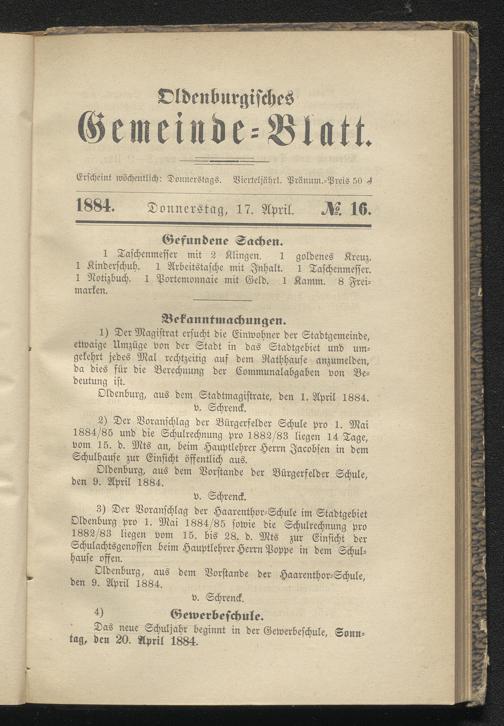 Oldenburgisches
Gemeinde-Blatt.
Erscheint wöchentlich: Donnerstags. Vierteljährl. Pränum.-Preis 50 ₰
1884. Donnerstag, 17. April. № 16.
Gefundene Sachen.
1 Taschenmesser mit 2 Klingen. 1 goldenes Kreuz.
1 Kinderschuh. 1 Arbeitstasche mit Inhalt. 1 Taschenmesser.
1 Notizbuch. 1 Portemonnaie mit Geld. 1 Kamm. 8 Frei-
marken.
Bekanntmachungen.
1) Der Magistrat ersucht die Einwohner der Stadtgemeinde,
etwaige Umzüge von der Stadt in das Stadtgebiet und um-
gekehrt jedes Mal rechtzeitig auf dem Rathhause anzumelden,
da dies für die Berechnung der Communalabgaben von Be-
deutung ist.
Oldenburg, aus dem Stadtmagistrate, den 1. April 1884.
v. Schrenck.
2) Der Voranschlag der Bürgerfelder Schule pro 1. Mai
1884/85 und die Schulrechnung pro 1882/83 liegen 14 Tage,
vom 15. d. Mts an, beim Hauptlehrer Herrn Jacobsen in dem
Schulhause zur Einsicht öffentlich aus.
Oldenburg, aus dem Vorstande der Bürgerfelder Schule,
den 9. April 1884.
v. Schrenck.
3) Der Voranschlag der Haarenthor-Schule im Stadtgebiet
Oldenburg pro 1. Mai 1884/85 sowie die Schulrechnung pro
1882/83 liegen vom 15. bis 28. d. Mts zur Einsicht der
Schulachtsgenossen beim Hauptlehrer Herrn Poppe in dem Schul-
hause offen.
Oldenburg, aus dem Vorstande der Haarenthor-Schule,
den 9. April 1884.
v. Schrenck.
4) Gewerbeschule.
Das neue Schuljahr beginnt in der Gewerbeschule, Sonn-
tag, den 20. April 1884.